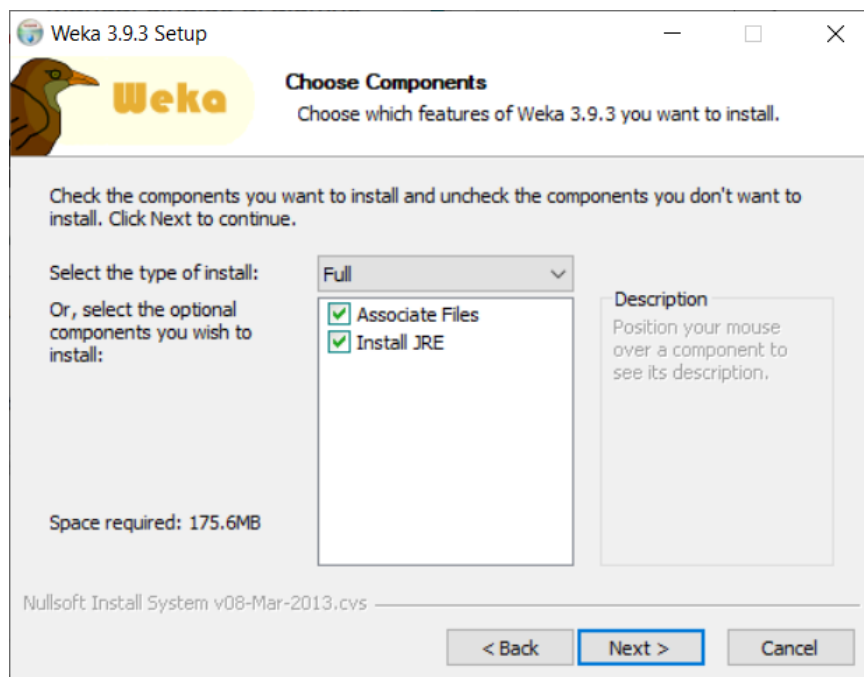 Weka 3.9.3 Setup
Weka
Choose Components
Choose which features of Weka 3.9.3 you want to install.
Check the components you want to install and uncheck the components you don't want to
install. Click Next to continue.
Select the type of install:
Full
Or, select the optional
components you wish to
install:
Associate Files
Install JRE
Description
Position your mouse
over a component to
see its description.
Space required: 175.6MB
Nullsoft Install System v08-Mar-2013.cvs
< Back
Next >
Cancel